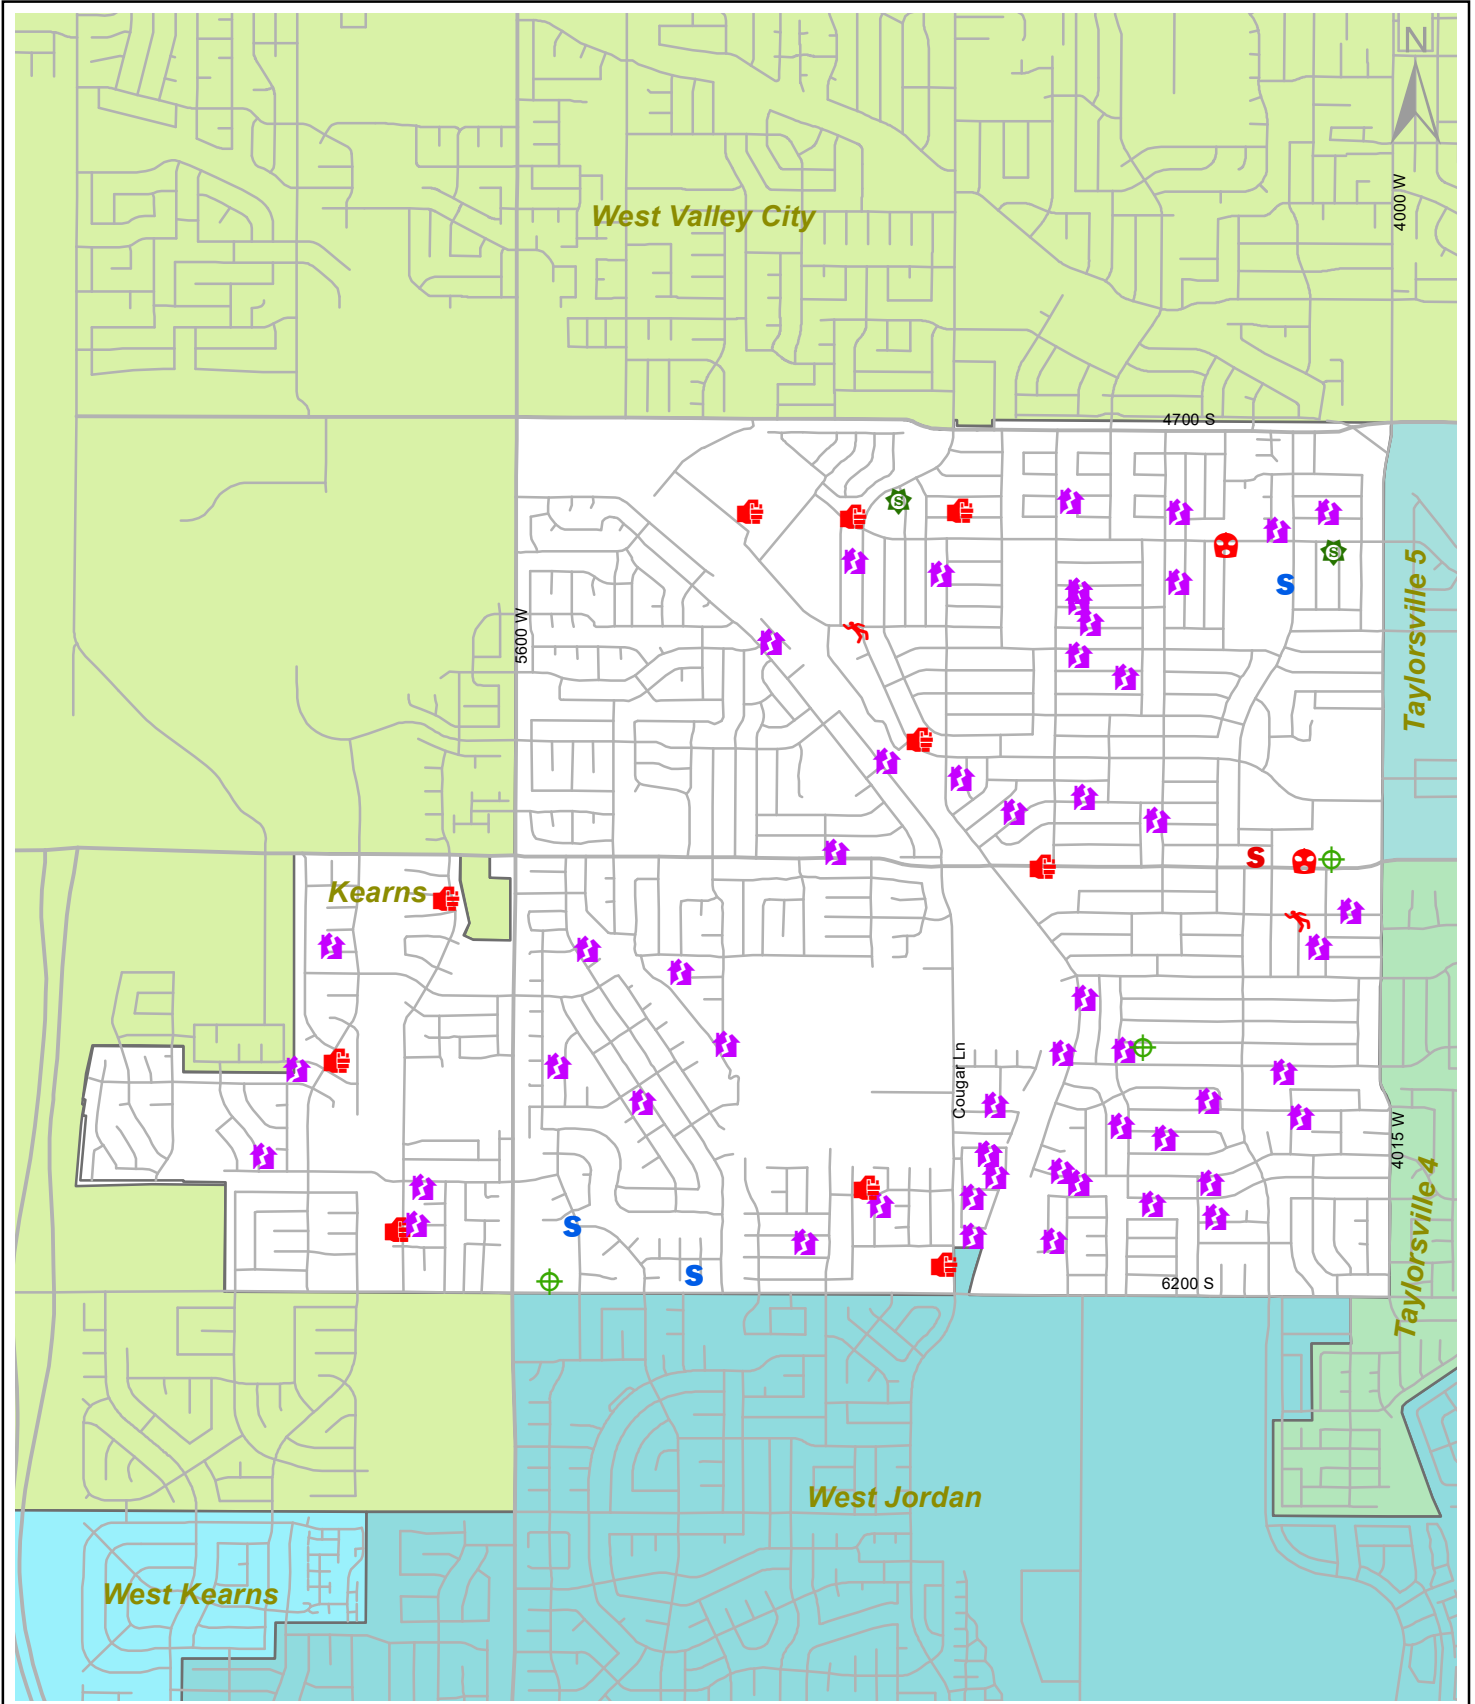 N
4000 W
West Valley City
4700 S
S
S
S
Taylorsville 5
5600 W
S
Kearns
Cougar Ln
4015 W
Taylorsville 4
S
S
6200 S
West Jordan
West Kearns